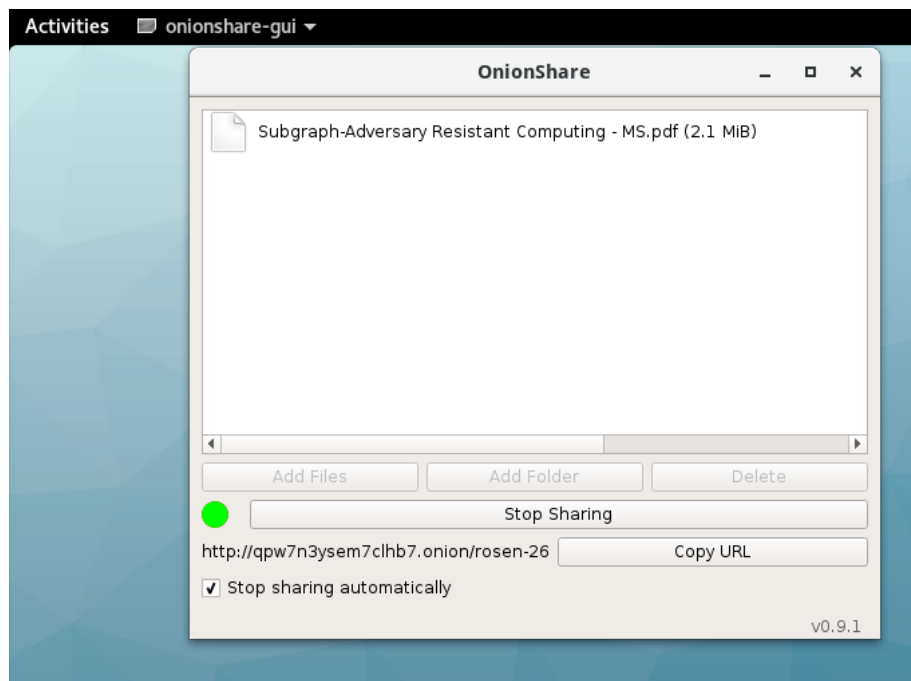 Activities onionshare-gui
OnionShare
Subgraph-Adversary Resistant Computing - MS.pdf (2.1 MiB)
Add Files Add Folder Delete
Stop Sharing
http://qpw7n3ysem7clhb7.onion/rosen-26 Copy URL
Stop sharing automatically
v0.9.1